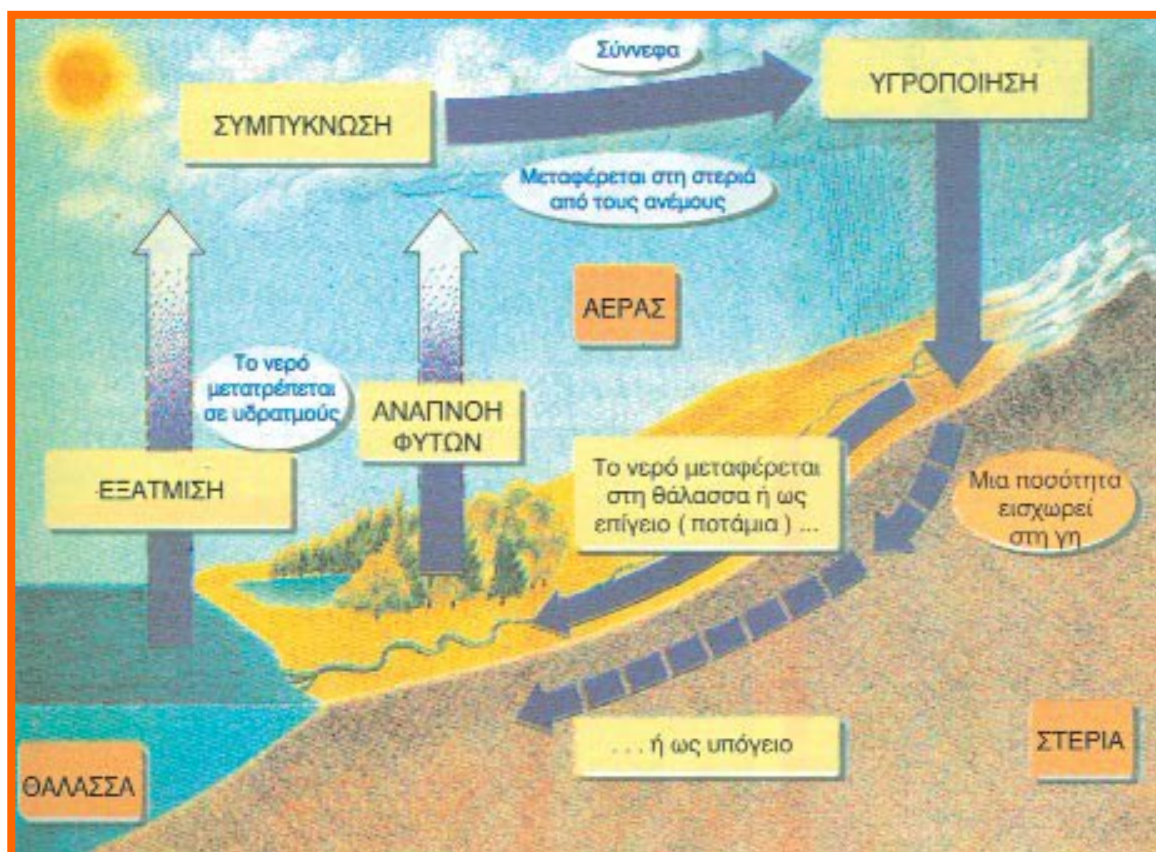 Σύννεφα
ΥΓΡΟΠΟΙΗΣΗ
ΣΥΜΠΥΚΝΩΣΗ
Μεταφέρεται στη στεριά
από τους ανέμους
ΑΕΡΑΣ
Το νερό
μετατρέπεται
σε υδρατμούς
ΑΝΑΠΝΟΗ
ΦΥΤΩΝ
ΕΞΑΤΜΙΣΗ
Το νερό μεταφέρεται
στη θάλασσα ή ως
επίγειο ( ποτάμια ) ...
Μια ποσότητα
εισχωρεί
στη γη
. . . ή ως υπόγειο
ΣΤΕΡΙΑ
ΘΑΛΑΣΣΑ